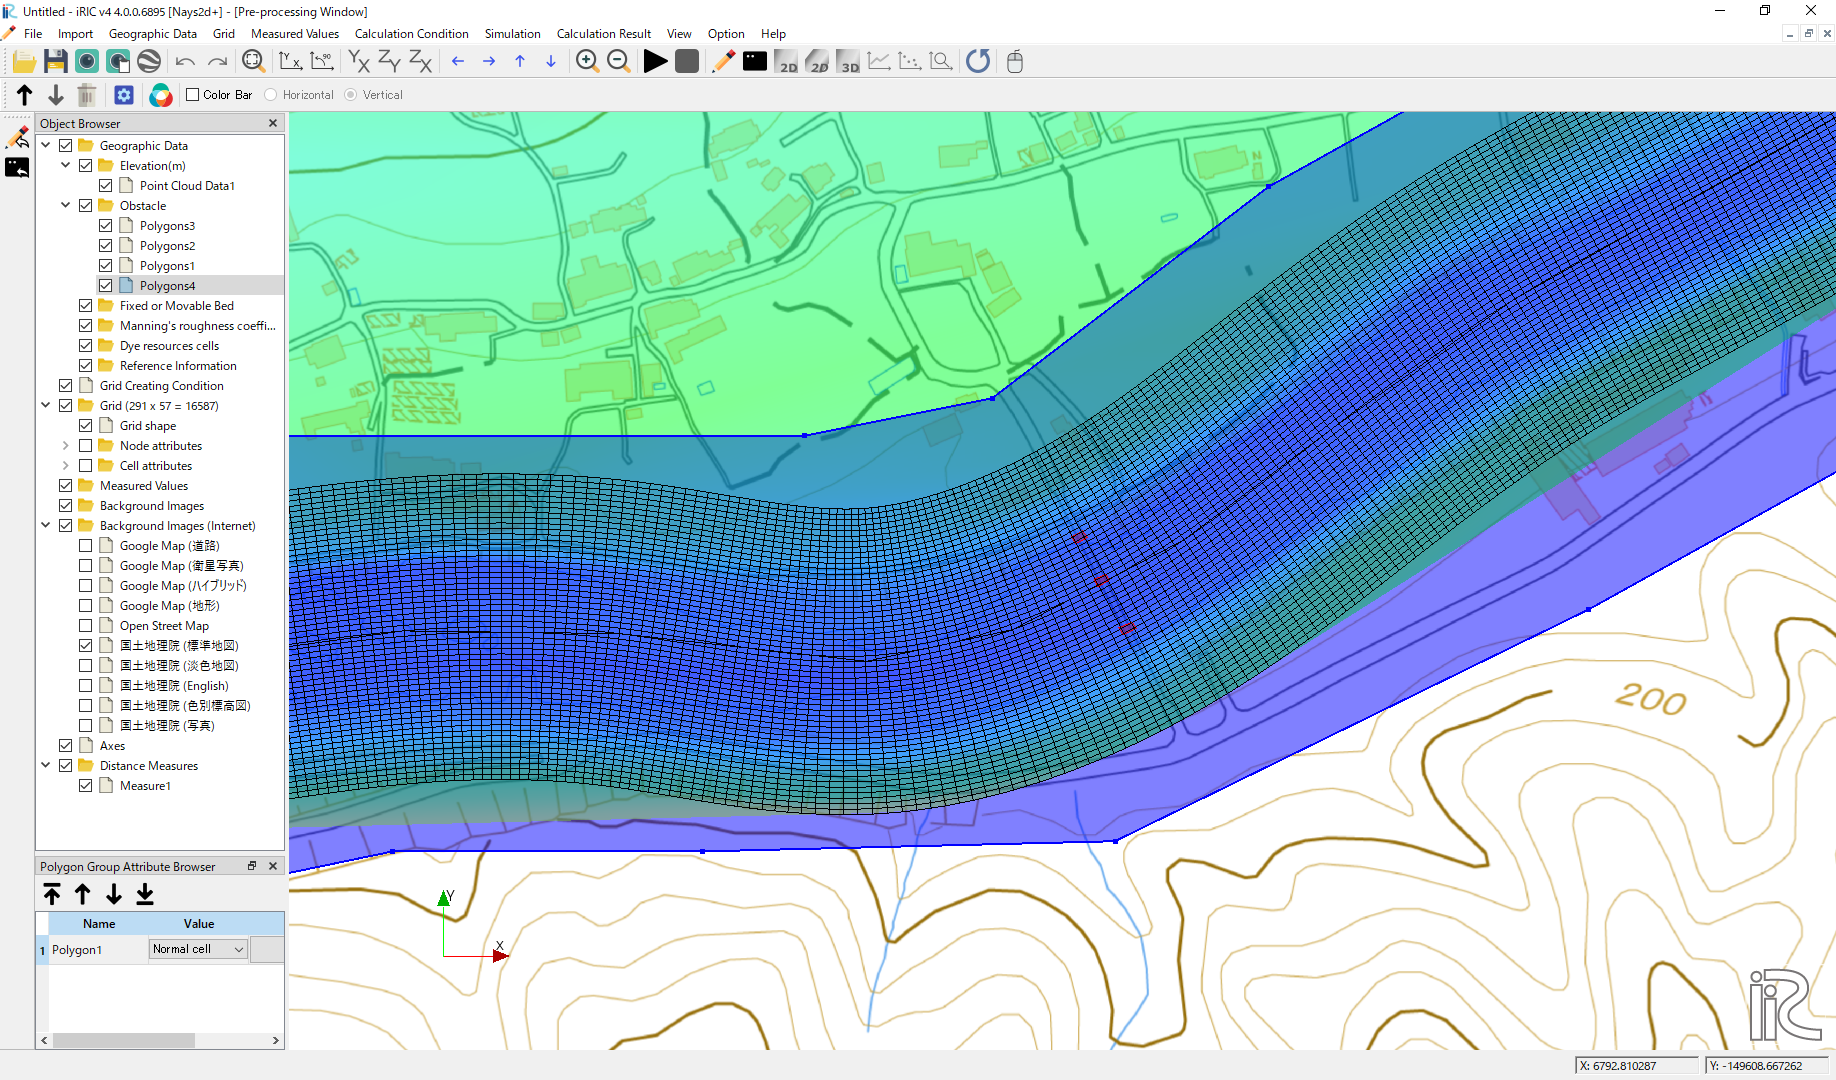 Untitled - iRIC v4 4.0.0.6895 [Nays2d+] - [Pre-processing Window]
File Import Geographic Data Grid Measured Values Calculation Condition Simulation Calculation Result View Option Help
2D 2D 3D
Color Bar Horizontal Vertical
Object Browser
Geographic Data
Elevation(m)
Point Cloud Data1
Obstacle
Polygons3
Polygons2
Polygons1
Polygons4
Fixed or Movable Bed
Manning's roughness coeffi...
Dye resources cells
Reference Information
Grid Creating Condition
Grid (291 x 57 = 16587)
Grid shape
Node attributes
Cell attributes
Measured Values
Background Images
Background Images (Internet)
Google Map (道路)
Google Map (衛星写真)
Google Map (ハイブリッド)
Google Map (地形)
Open Street Map
国土地理院 (標準地図)
国土地理院 (淡色地図)
国土地理院 (English)
国土地理院 (色別標高図)
国土地理院 (写真)
Axes
Distance Measures
Measure1
Polygon Group Attribute Browser
Name Value
1 Polygon1 Normal cell
200
Y
X
iRIC
X: 6792.810287 Y: -149608.667262